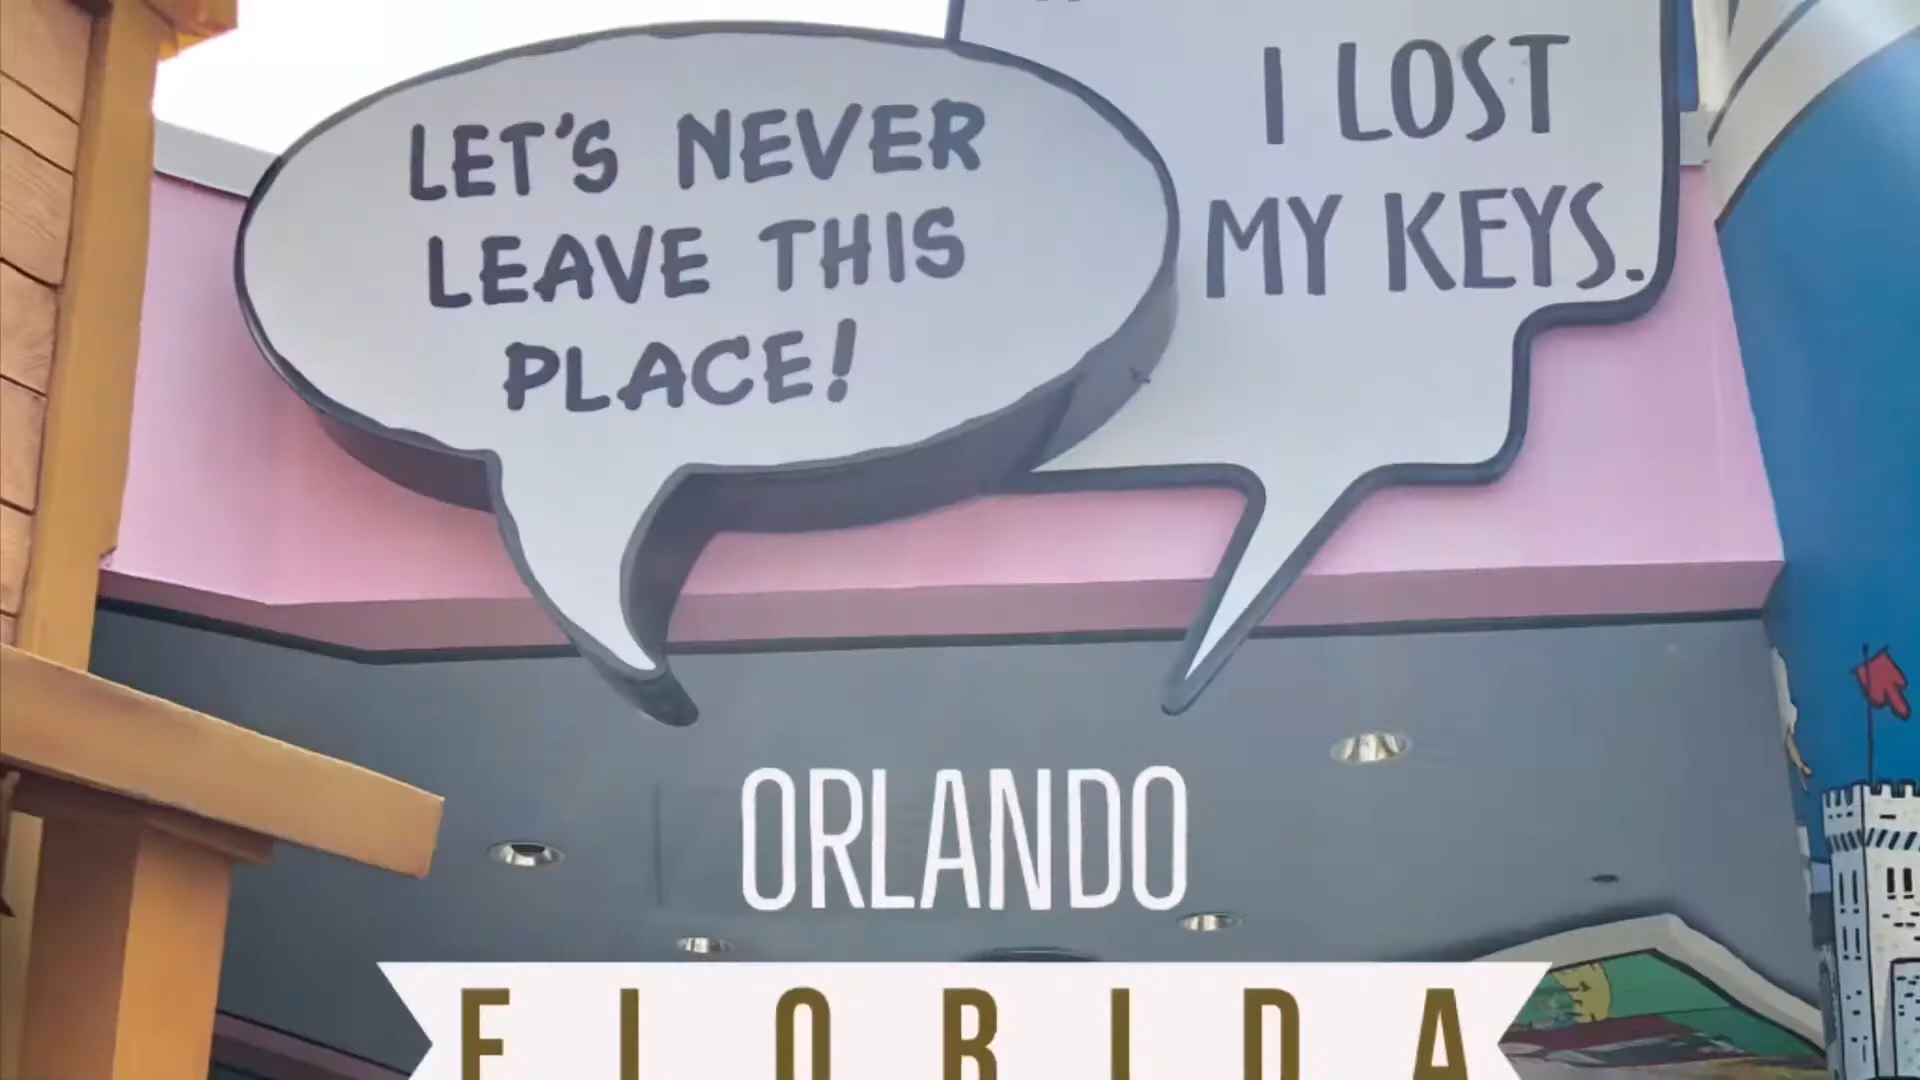 LET'S NEVER
LEAVE THIS
PLACE!
I LOST
MY KEYS.
ORLANDO
FLORIDA